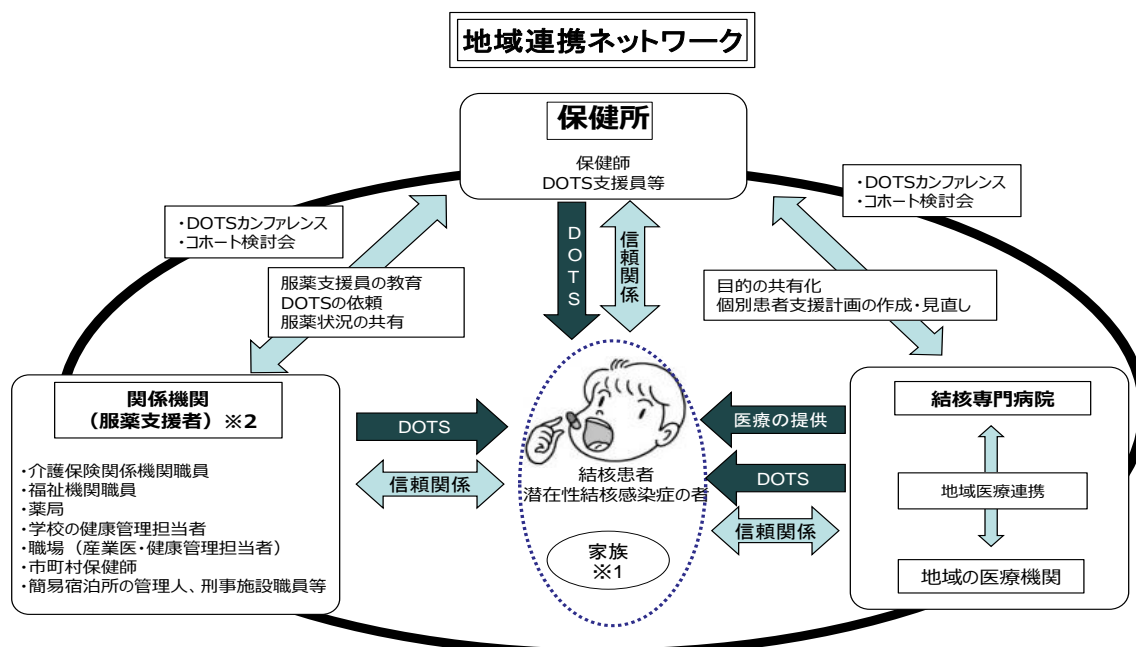 地域連携ネットワーク
保健所
保健師
DOTS支援員等
・DOTSカンファレンス
・コホート検討会
・DOTSカンファレンス
・コホート検討会
服薬支援員の教育
DOTSの依頼
服薬状況の共有
DOTS
信頼関係
目的の共有化
個別患者支援計画の作成・見直し
関係機関
（服薬支援者）※2
・介護保険関係機関職員
・福祉機関職員
・薬局
・学校の健康管理担当者
・職場（産業医・健康管理担当者）
・市町村保健師
・簡易宿泊所の管理人、刑事施設職員等
DOTS
信頼関係
結核患者
潜在性結核感染症の者
家族
※1
医療の提供
DOTS
信頼関係
結核専門病院
地域医療連携
地域の医療機関